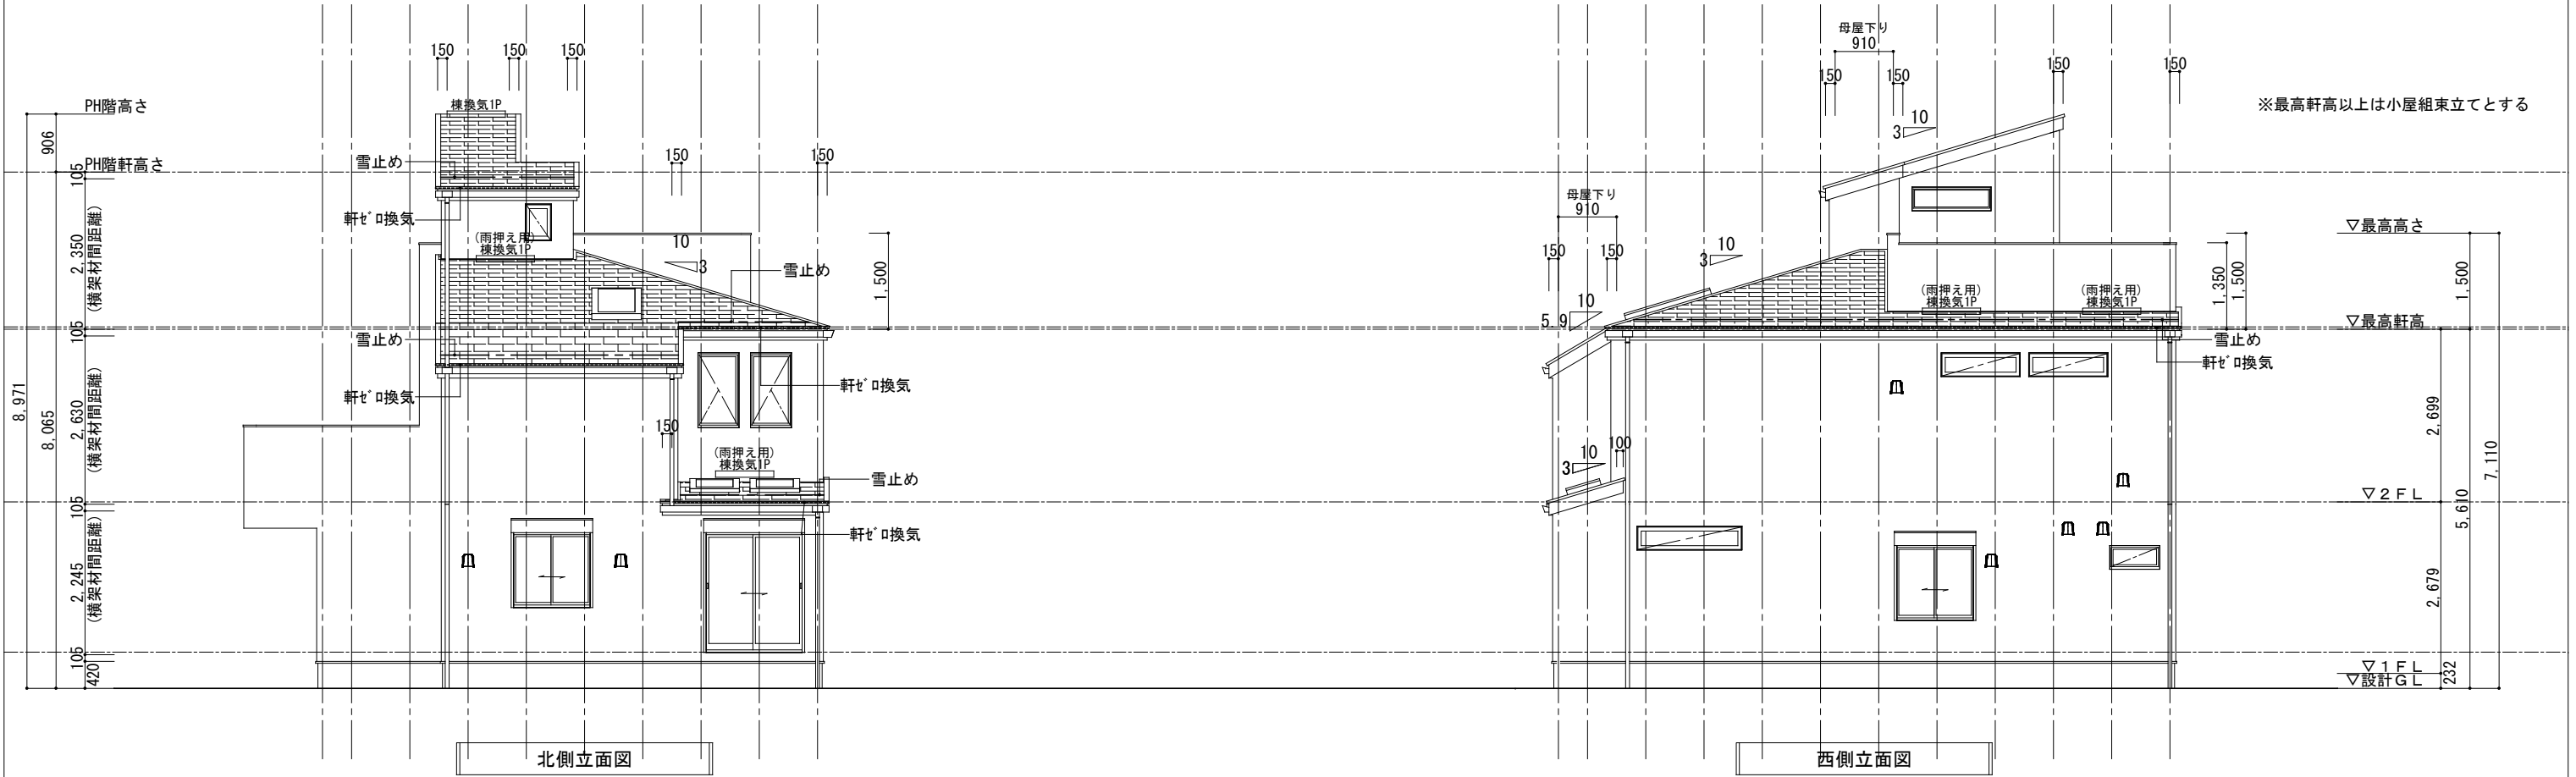 150
150
150
PH階高さ
棟換気1P
906
PH階軒高さ
105
雪止め
150
150
軒ｾﾞﾛ換気
2,350
(横架材間距離)
(雨押え用)
棟換気1P
10
3
雪止め
1,500
105
雪止め
軒ｾﾞﾛ換気
軒ｾﾞﾛ換気
8,971
8,065
2,630
(横架材間距離)
150
(雨押え用)
棟換気1P
雪止め
105
軒ｾﾞﾛ換気
2,245
(横架材間距離)
105
420
北側立面図
母屋下り
910
150
150
150
150
10
3
※最高軒高以上は小屋組束立てとする
母屋下り
910
150
150
10
3
10
5.9
(雨押え用)
棟換気1P
(雨押え用)
棟換気1P
1,350
1,500
▽最高高さ
1,500
▽最高軒高
雪止め
軒ｾﾞﾛ換気
10
3
100
2,699
7,110
▽２ＦＬ
5,610
2,679
▽１ＦＬ
▽設計ＧＬ
232
西側立面図